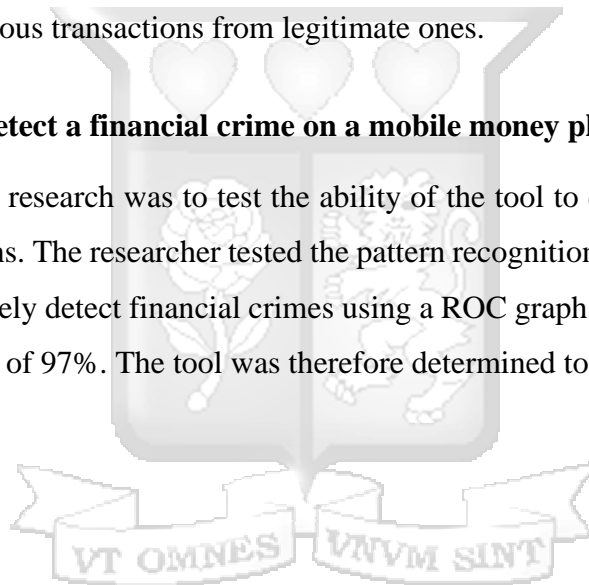 ous transactions from legitimate ones.
etect a financial crime on a mobile money pl
research was to test the ability of the tool to
ns. The researcher tested the pattern recognition
ely detect financial crimes using a ROC graph
of 97%. The tool was therefore determined to
VT OMNES VNVM SINT